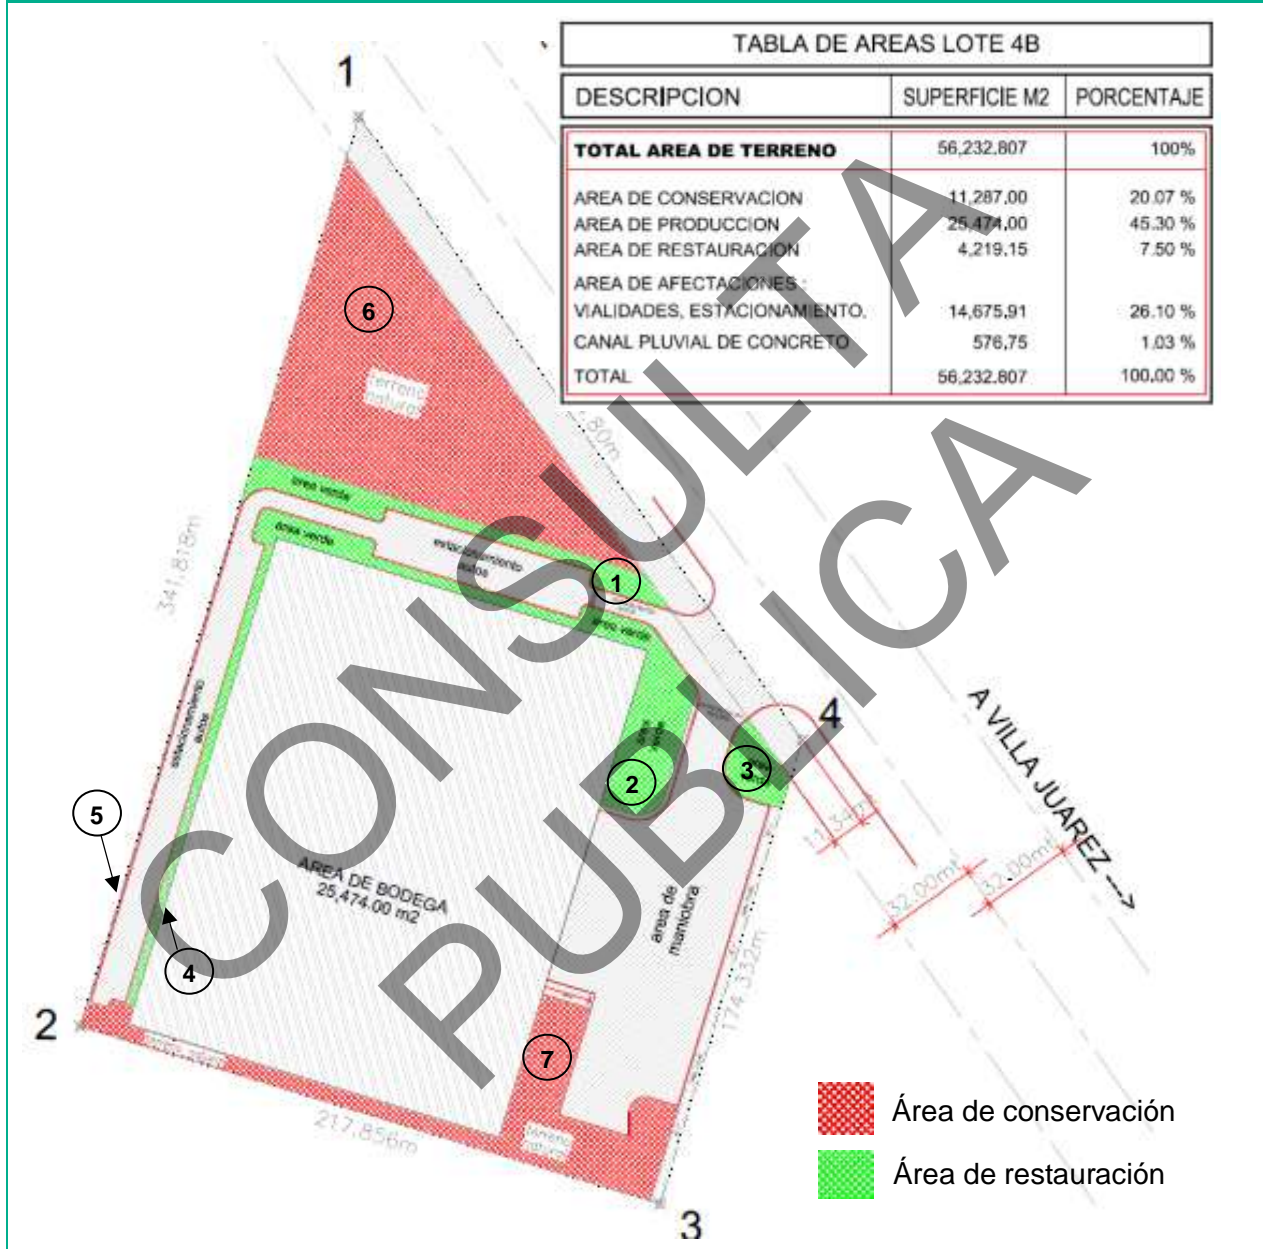 TABLA DE AREAS LOTE 4B
DESCRIPCION SUPERFICIE M2 PORCENTAJE
TOTAL AREA DE TERRENO 56,232.807 100%
AREA DE CONSERVACION 11,287.00 20.07 %
AREA DE PRODUCCION 25,474.00 45.30 %
AREA DE RESTAURACION 4,219.15 7.50 %
AREA DE AFECTACIONES :
VIALIDADES, ESTACIONAMIENTO. 14,675.91 26.10 %
CANAL PLUVIAL DE CONCRETO 576.75 1.03 %
TOTAL 56,232.807 100.00 %
1
6
terreno
natural
.80m
area verde
area verde
estacionamiento
autos
1
area verde
341.818m
estacionamiento
autos
area
verde
2
3
4
A VILLA JUAREZ --->
11.34m
32.00mt
32.00mt
5
AREA DE BODEGA
25,474.00 m2
area de
maniobra
174.332m
4
2
7
terreno
natural
217.856m
3
Área de conservación
Área de restauración
CONSULTA
PUBLICA